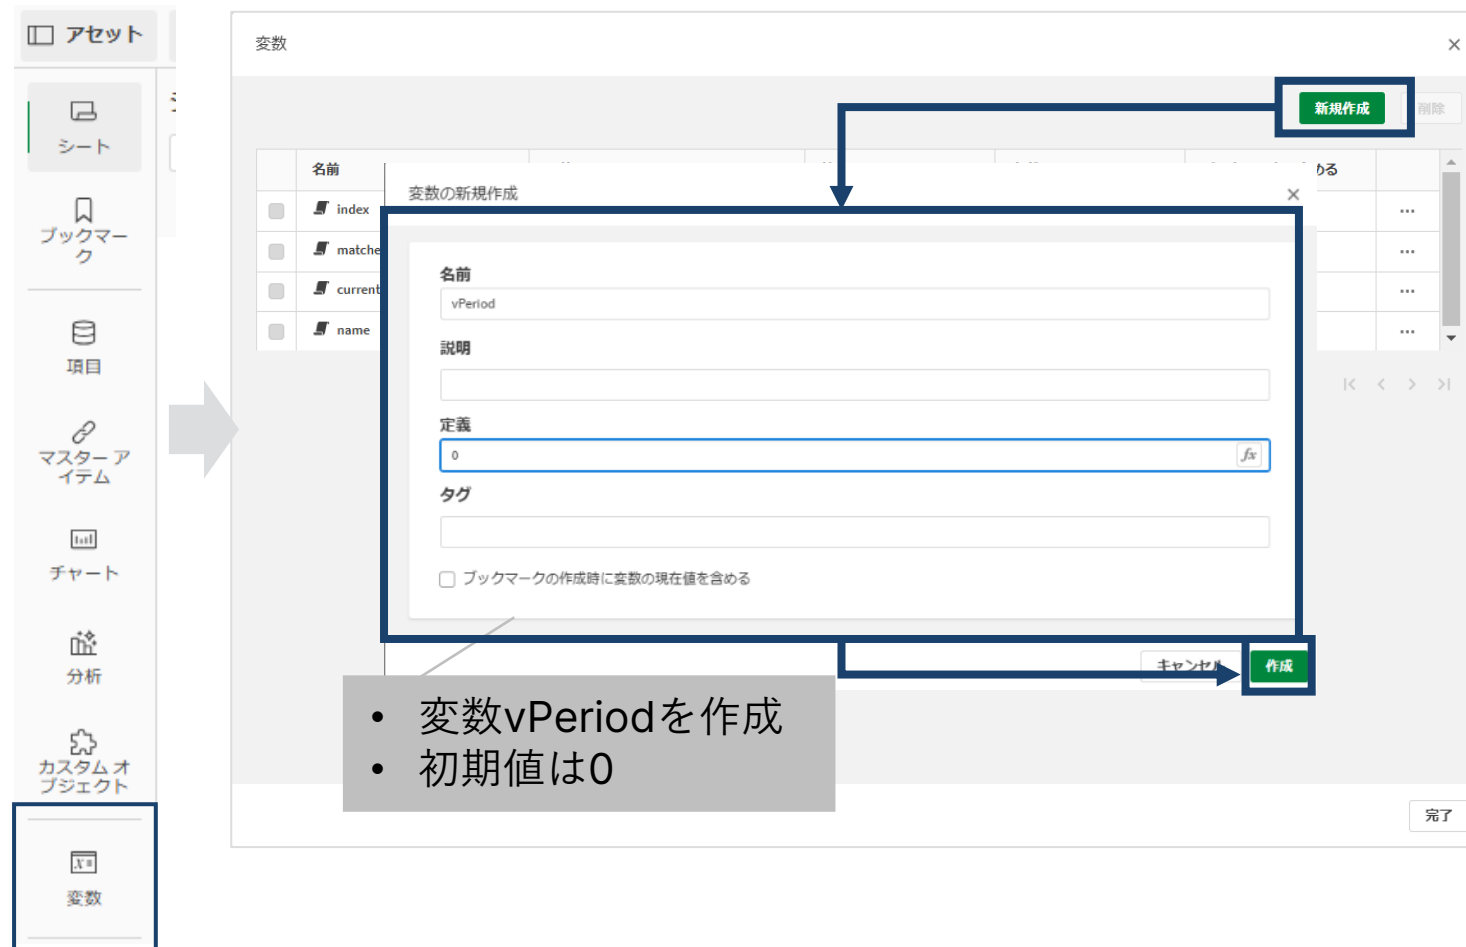 アセット
シート
ブックマー
ク
項目
マスター ア
イテム
チャート
分析
カスタム オ
ブジェクト
変数
変数
新規作成
削除
名前
める
index
matche
current
name
変数の新規作成
名前
vPeriod
説明
定義
0
fx
タグ
ブックマークの作成時に変数の現在値を含める
キャンセル
作成
• 変数vPeriodを作成
• 初期値は0
完了